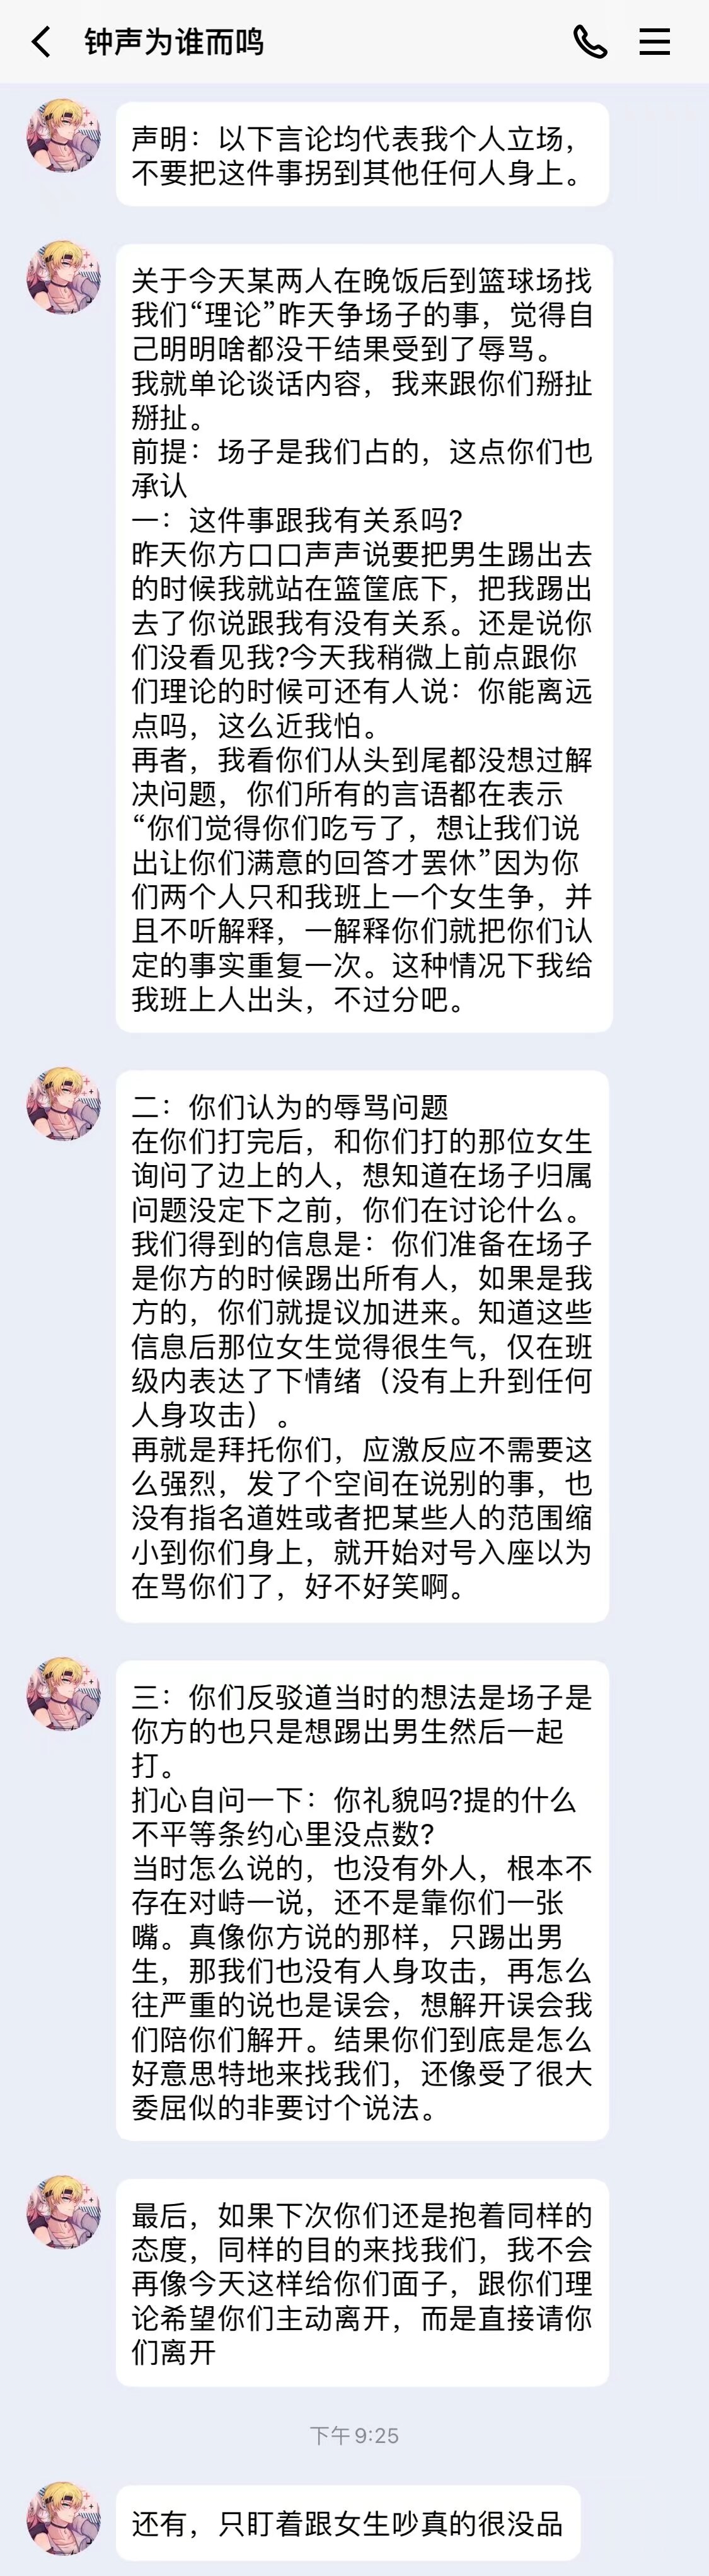 钟声为谁而鸣
声明：以下言论均代表我个人立场，
不要把这件事拐到其他任何人身上。
关于今天某两人在晚饭后到篮球场找
我们“理论”昨天争场子的事，觉得自
己明明啥都没干结果受到了辱骂。
我就单论谈话内容，我来跟你们掰扯
掰扯。
前提：场子是我们占的，这点你们也
承认
一：这件事跟我有关系吗?
昨天你方口口声声说要把男生踢出去
的时候我就站在篮筐底下，把我踢出
去了你说跟我有没有关系。还是说你
们没看见我?今天我稍微上前点跟你
们理论的时候可还有人说：你能离远
点吗，这么近我怕。
再者，我看你们从头到尾都没想过解
决问题，你们所有的言语都在表示
“你们觉得你们吃亏了，想让我们说
出让你们满意的回答才罢休”因为你
们两个人只和我班上一个女生争，并
且不听解释，一解释你们就把你们认
定的事实重复一次。这种情况下我给
我班上人出头，不过分吧。
二：你们认为的辱骂问题
在你们打完后，和你们打的那位女生
询问了边上的人，想知道在场子归属
问题没定下之前，你们在讨论什么。
我们得到的信息是：你们准备在场子
是你方的时候踢出所有人，如果是我
方的，你们就提议加进来。知道这些
信息后那位女生觉得很生气，仅在班
级内表达了下情绪（没有上升到任何
人身攻击）。
再就是拜托你们，应激反应不需要这
么强烈，发了个空间在说别的事，也
没有指名道姓或者把某些人的范围缩
小到你们身上，就开始对号入座以为
在骂你们了，好不好笑啊。
三：你们反驳道当时的想法是场子是
你方的也只是想踢出男生然后一起
打。
扪心自问一下：你礼貌吗?提的什么
不平等条约心里没点数?
当时怎么说的，也没有外人，根本不
存在对峙一说，还不是靠你们一张
嘴。真像你方说的那样，只踢出男
生，那我们也没有人身攻击，再怎么
往严重的说也是误会，想解开误会我
们陪你们解开。结果你们到底是怎么
好意思特地来找我们，还像受了很大
委屈似的非要讨个说法。
最后，如果下次你们还是抱着同样的
态度，同样的目的来找我们，我不会
再像今天这样给你们面子，跟你们理
论希望你们主动离开，而是直接请你
们离开
下午9:25
还有，只盯着跟女生吵真的很没品